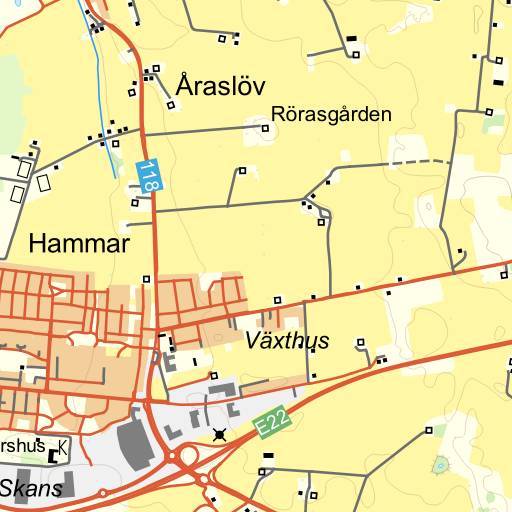 Åraslöv
Rörasgården
118
Hammar
Växthus
E22
rshus
K
Skans